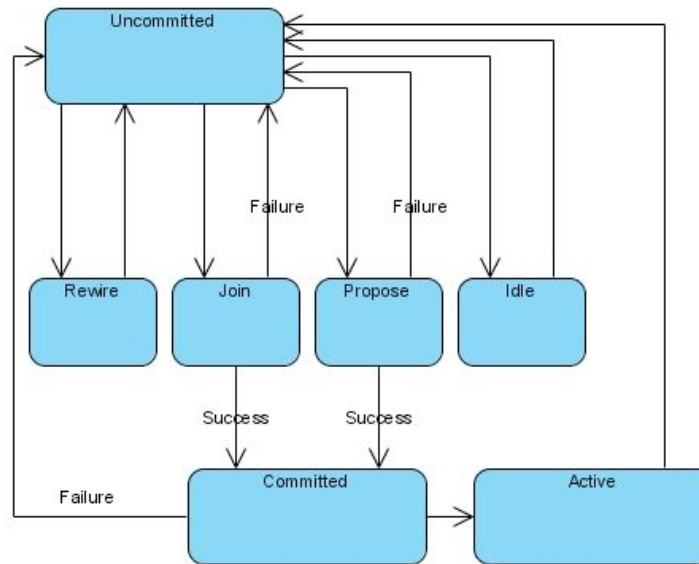 Uncommitted
Failure
Failure
Rewire
Join
Propose
Idle
Success
Success
Committed
Active
Failure